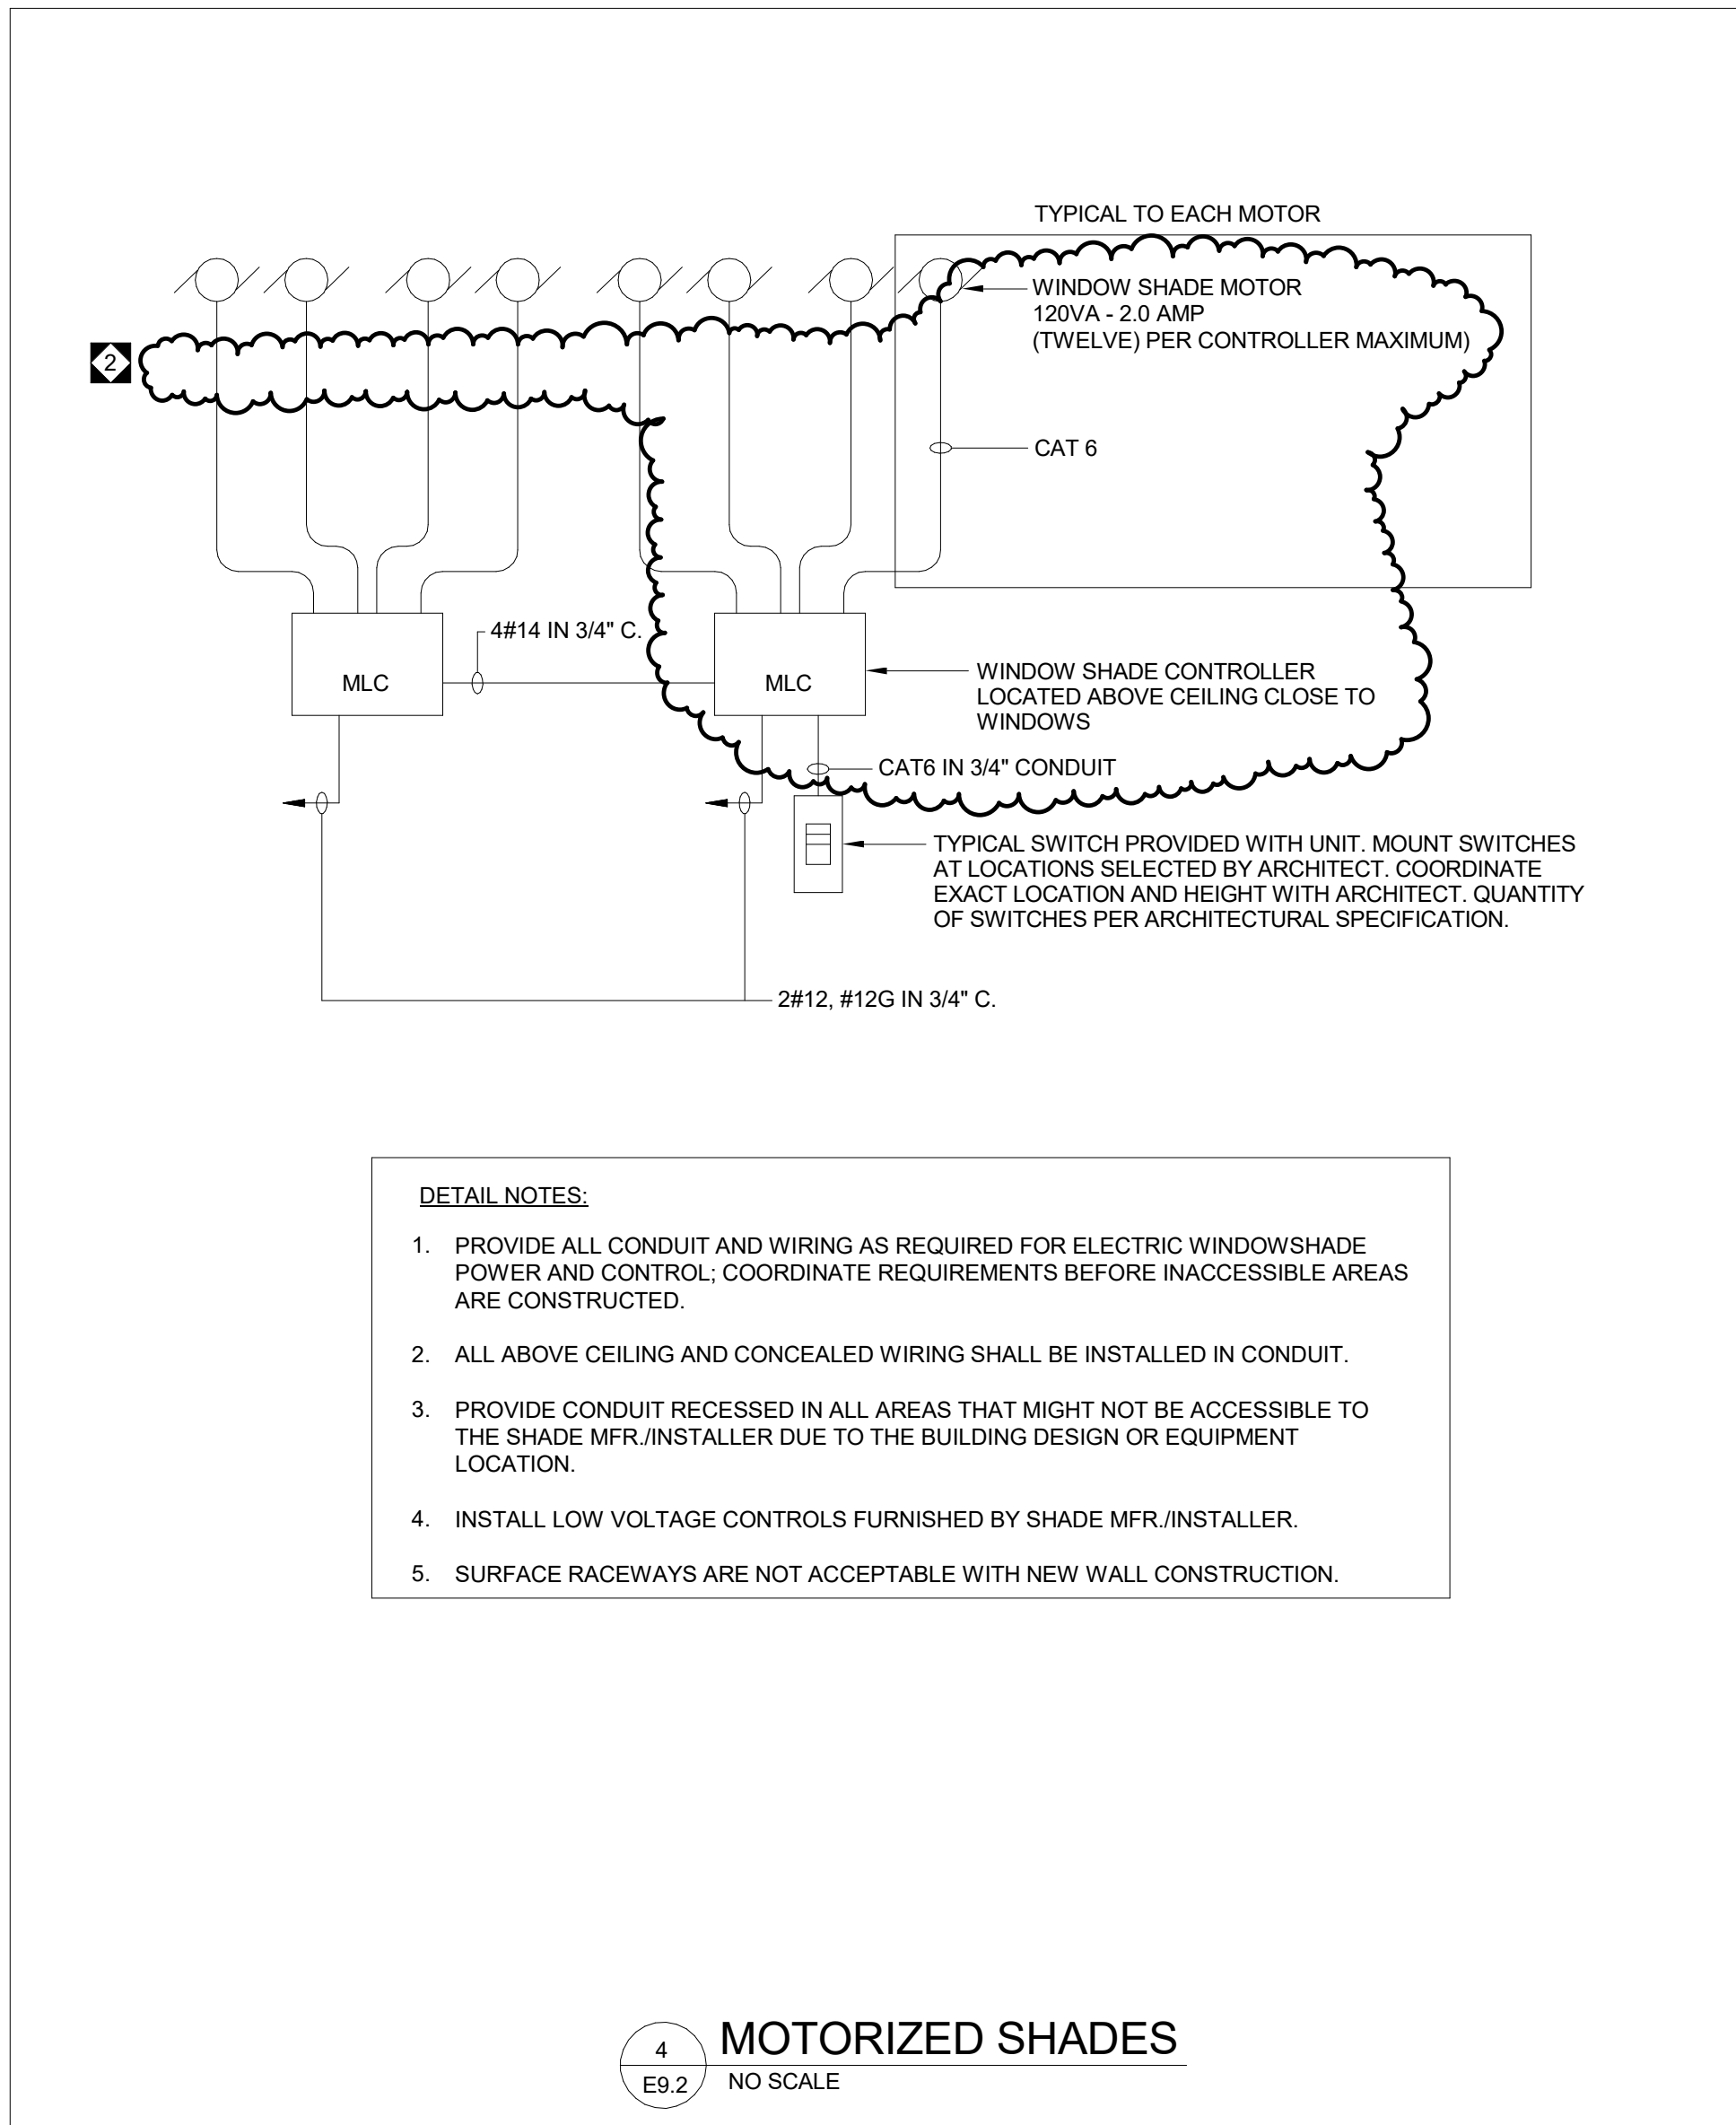 TYPICAL TO EACH MOTOR
WINDOW SHADE MOTOR
120VA - 2.0 AMP
(TWELVE) PER CONTROLLER MAXIMUM)
2
CAT 6
4#14 IN 3/4" C.
MLC
MLC
WINDOW SHADE CONTROLLER
LOCATED ABOVE CEILING CLOSE TO
WINDOWS
CAT6 IN 3/4" CONDUIT
TYPICAL SWITCH PROVIDED WITH UNIT. MOUNT SWITCHES
AT LOCATIONS SELECTED BY ARCHITECT. COORDINATE
EXACT LOCATION AND HEIGHT WITH ARCHITECT. QUANTITY
OF SWITCHES PER ARCHITECTURAL SPECIFICATION.
2#12, #12G IN 3/4" C.
DETAIL NOTES:
1. PROVIDE ALL CONDUIT AND WIRING AS REQUIRED FOR ELECTRIC WINDOWSHADE
POWER AND CONTROL; COORDINATE REQUIREMENTS BEFORE INACCESSIBLE AREAS
ARE CONSTRUCTED.
2. ALL ABOVE CEILING AND CONCEALED WIRING SHALL BE INSTALLED IN CONDUIT.
3. PROVIDE CONDUIT RECESSED IN ALL AREAS THAT MIGHT NOT BE ACCESSIBLE TO
THE SHADE MFR./INSTALLER DUE TO THE BUILDING DESIGN OR EQUIPMENT
LOCATION.
4. INSTALL LOW VOLTAGE CONTROLS FURNISHED BY SHADE MFR./INSTALLER.
5. SURFACE RACEWAYS ARE NOT ACCEPTABLE WITH NEW WALL CONSTRUCTION.
4
E9.2
MOTORIZED SHADES
NO SCALE